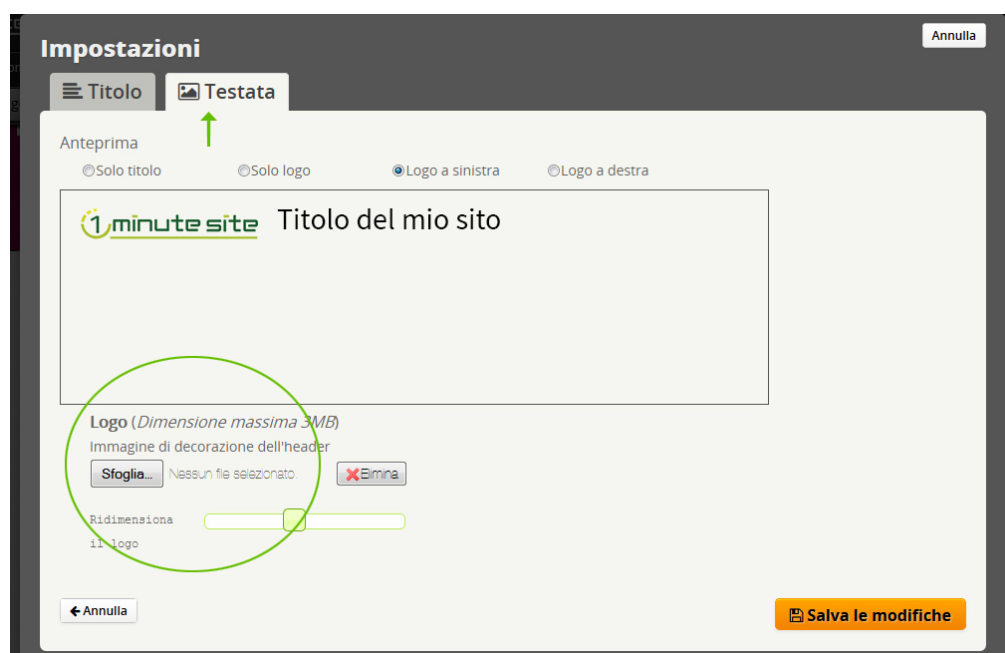 Annulla
Impostazioni
Titolo
Testata
Anteprima
Solo titolo Solo logo Logo a sinistra Logo a destra
1 minute site Titolo del mio sito
Logo (Dimensione massima 3MB)
Immagine di decorazione dell'header
Sfoglia... Nessun file selezionato. Elimina
Ridimensiona
il logo
Annulla
Salva le modifiche